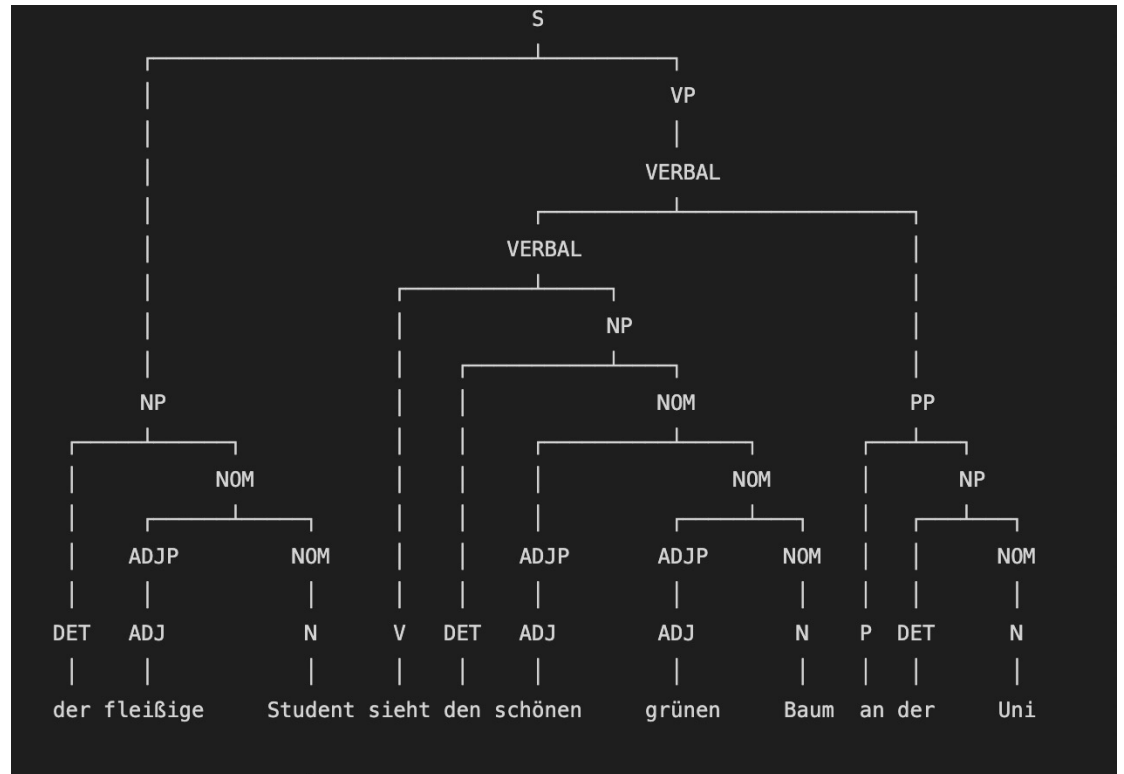 S
VP
VERBAL
VERBAL
NP
NP NOM PP
NOM NOM NP
ADJP NOM ADJP ADJP NOM NOM
DET ADJ N V DET ADJ ADJ N P DET N
der fleißige Student sieht den schönen grünen Baum an der Uni